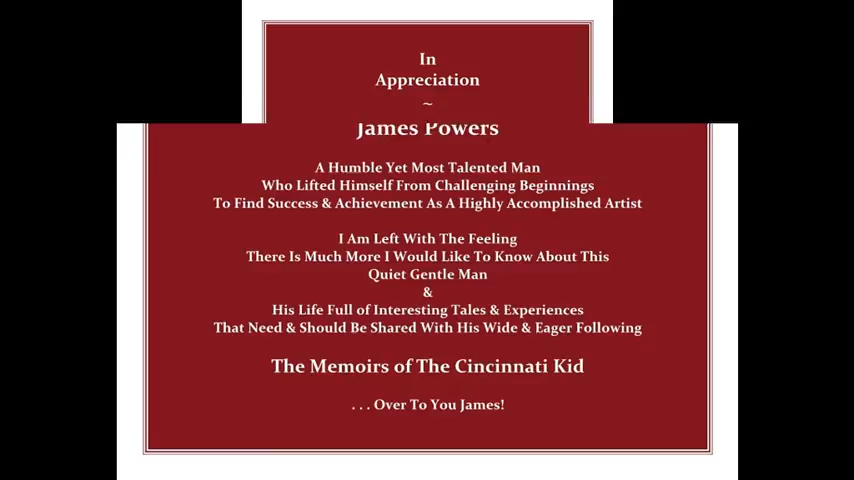 In
Appreciation
~
James Powers
A Humble Yet Most Talented Man
Who Lifted Himself From Challenging Beginnings
To Find Success & Achievement As A Highly Accomplished Artist
I Am Left With The Feeling
There Is Much More I Would Like To Know About This
Quiet Gentle Man
&
His Life Full of Interesting Tales & Experiences
That Need & Should Be Shared With His Wide & Eager Following
The Memoirs of The Cincinnati Kid
. . . Over To You James!